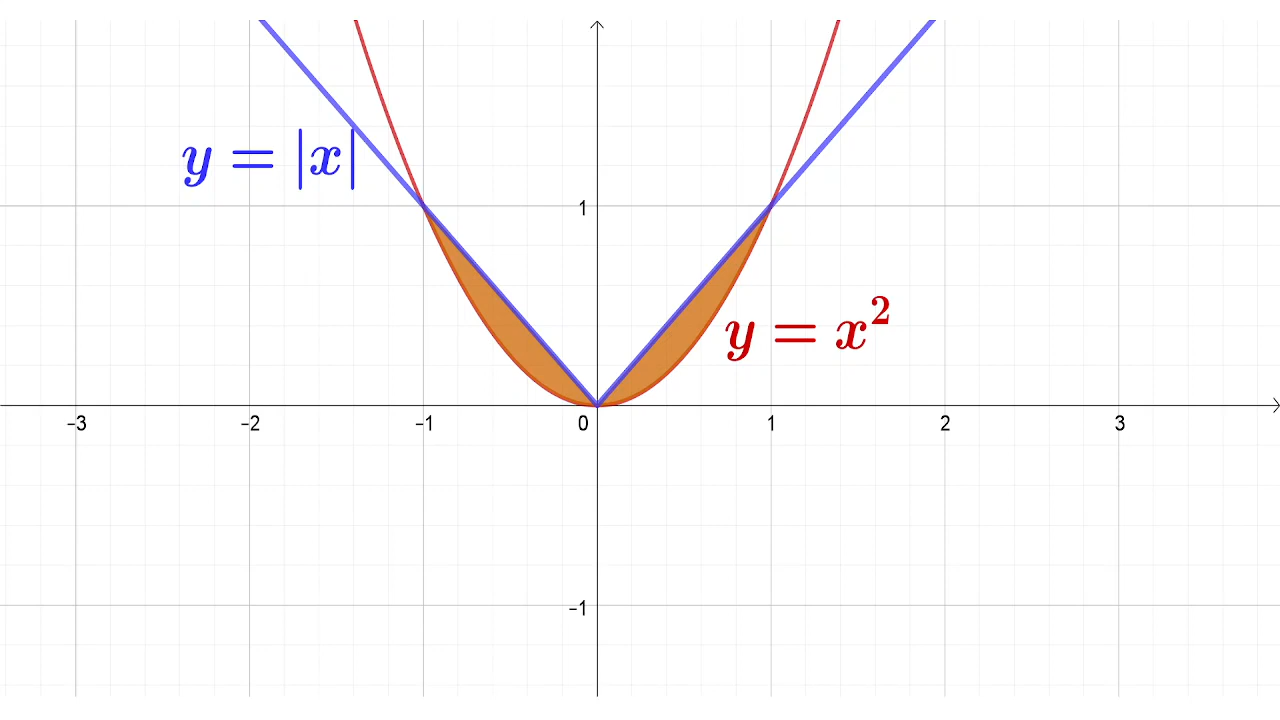 y = |x|
1
y = x²
−3 −2 −1 0 1 2 3
−1